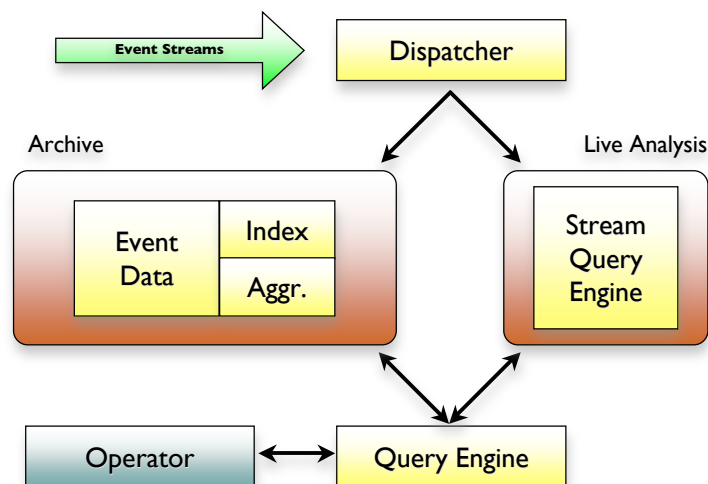 Event Streams
Dispatcher
Archive
Live Analysis
Event
Data
Index
Aggr.
Stream
Query
Engine
Operator
Query Engine